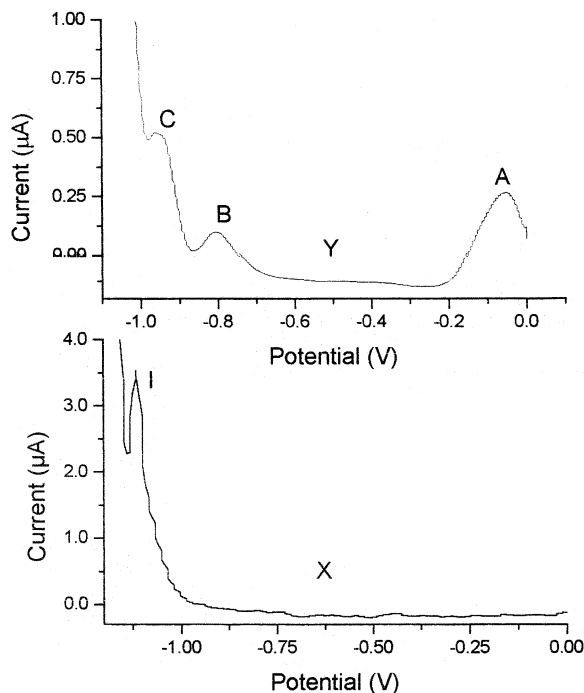 1.00
0.75
0.50
0.25
0.00
Current (μA)
C
B
Y
A
-1.0 -0.8 -0.6 -0.4 -0.2 0.0
Potential (V)
4.0
3.0
2.0
1.0
0.0
Current (μA)
I
X
-1.00 -0.75 -0.50 -0.25 0.00
Potential (V)